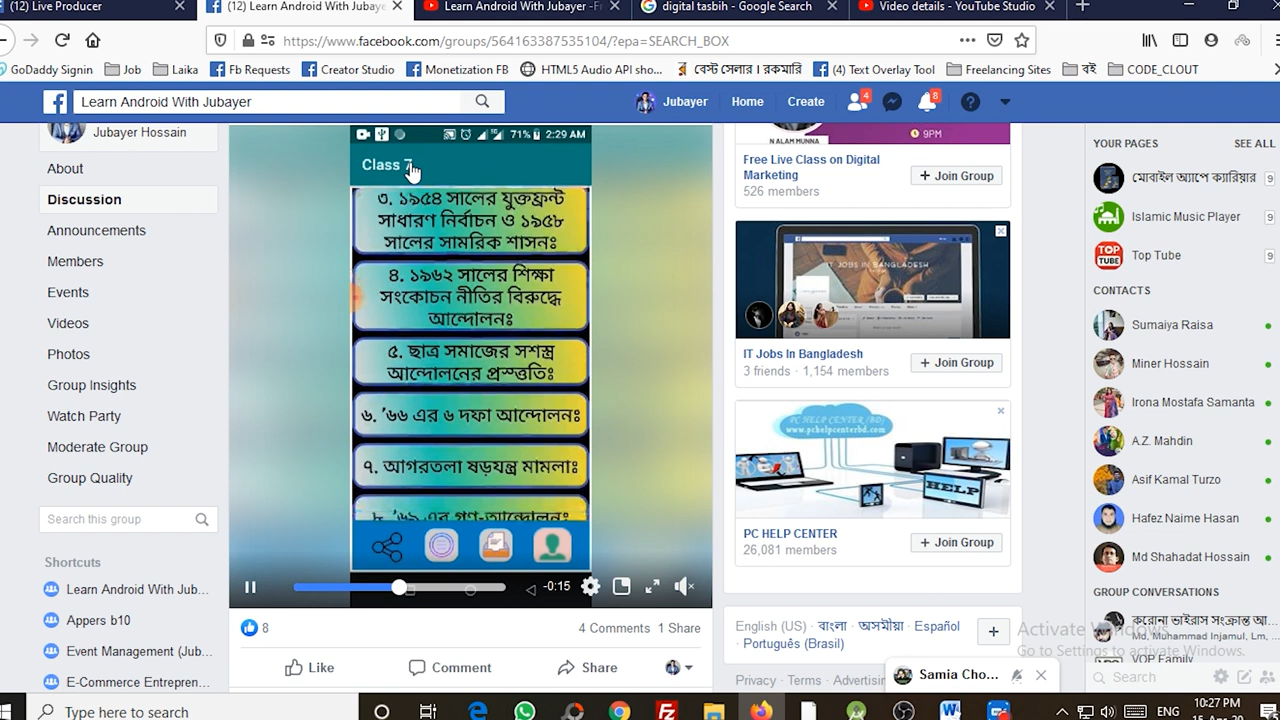 (12) Live Producer
(12) Learn Android With Jubaye
Learn Android With Jubayer -Fr
digital tasbih - Google Search
Video details - YouTube Studio
https://www.facebook.com/groups/564163387535104/?epa=SEARCH_BOX
GoDaddy Signin
Job
Laika
Fb Requests
Creator Studio
Monetization FB
HTML5 Audio API sho...
বেস্ট সেলার । রকমারি
(4) Text Overlay Tool
Freelancing Sites
বই
CODE_CLOUT
Learn Android With Jubayer
Jubayer
Home
Create
4
8
Jubayer Hossain
About
Discussion
Announcements
Members
Events
Videos
Photos
Group Insights
Watch Party
Moderate Group
Group Quality
Search this group
Shortcuts
Learn Android With Jub...
Appers b10
Event Management (Jub...
E-Commerce Entrepren...
71% 2:29 AM
Class 7
৩. ১৯৫৪ সালের যুক্তফ্রন্ট
সাধারণ নির্বাচন ও ১৯৫৮
সালের সামরিক শাসনঃ
৪. ১৯৬২ সালের শিক্ষা
সংকোচন নীতির বিরুদ্ধে
আন্দোলনঃ
৫. ছাত্র সমাজের সশস্ত্র
আন্দোলনের প্রস্তুতিঃ
৬. '৬৬ এর ৬ দফা আন্দোলনঃ
৭. আগরতলা ষড়যন্ত্র মামলাঃ
৮. '৬৯ এর গণ-আন্দোলনঃ
-0:15
8
4 Comments 1 Share
Like
Comment
Share
N ALAM MUNNA
9PM
Free Live Class on Digital
Marketing
526 members
+ Join Group
IT JOBS IN BANGLADESH
IT Jobs In Bangladesh
3 friends · 1,154 members
+ Join Group
PC HELP CENTER (BD)
www.pchelpcenterbd.com
HELP
PC HELP CENTER
26,081 members
+ Join Group
English (US) · বাংলা · অসমীয়া · Español
· Português (Brasil)
Privacy · Terms · Advertisin
YOUR PAGES
SEE ALL
মোবাইল অ্যাপে ক্যারিয়ার
9
Islamic Music Player
9
Top Tube
9
TOP
TUBE
CONTACTS
Sumaiya Raisa
Miner Hossain
Irona Mostafa Samanta
A.Z. Mahdin
Asif Kamal Turzo
Hafez Naime Hasan
Md Shahadat Hossain
GROUP CONVERSATIONS
করোনা ভাইরাস সংক্রান্ত আ...
Md, Muhammad Injamul, Lm, ...
VOP Family
Activate Windows
Go to Settings to activate Windows.
Samia Cho...
Search
Type here to search
ENG
10:27 PM